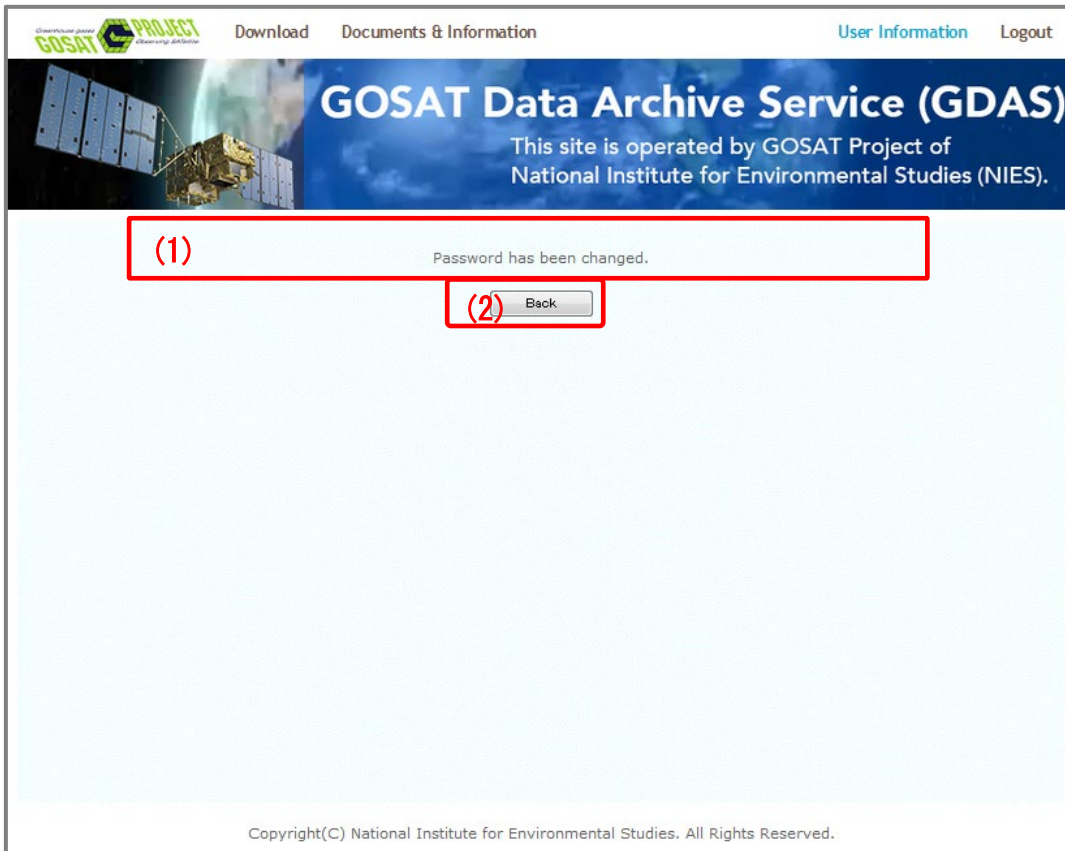 Greenhouse gases
GOSAT PROJECT
Observing SATellite
Download Documents & Information User Information Logout
GOSAT Data Archive Service (GDAS)
This site is operated by GOSAT Project of
National Institute for Environmental Studies (NIES).
(1)
Password has been changed.
(2) Back
Copyright(C) National Institute for Environmental Studies. All Rights Reserved.